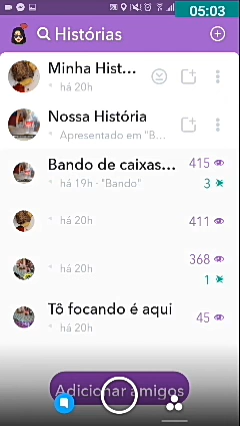 05:03
Histórias
Minha Hist...
há 20h
Nossa História
Apresentado em "B...
Bando de caixas...
415
há 19h - "Bando"
3
há 20h
411
há 20h
368
1
Tô focando é aqui
há 20h
45
Adicionar amigos